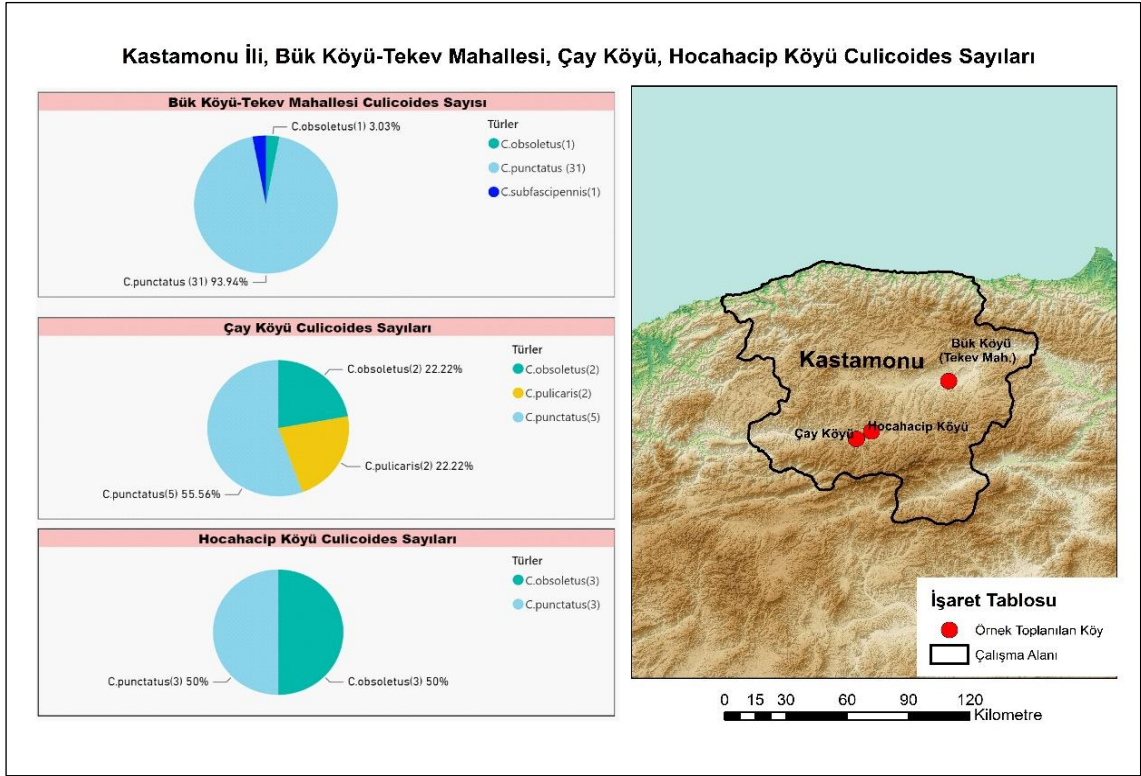 Kastamonu İli, Bük Köyü-Tekev Mahallesi, Çay Köyü, Hocahacip Köyü Culicoides Sayıları
Bük Köyü-Tekev Mahallesi Culicoides Sayısı
C.obsoletus(1) 3.03%
C.punctatus (31) 93.94%
Türler
C.obsoletus(1)
C.punctatus (31)
C.subfascipennis(1)
Çay Köyü Culicoides Sayıları
C.obsoletus(2) 22.22%
C.pulicaris(2) 22.22%
C.punctatus(5) 55.56%
Türler
C.obsoletus(2)
C.pulicaris(2)
C.punctatus(5)
Hocahacip Köyü Culicoides Sayıları
C.punctatus(3) 50%
C.obsoletus(3) 50%
Türler
C.obsoletus(3)
C.punctatus(3)
Kastamonu
Bük Köyü
(Tekev Mah.)
Çay Köyü
Hocahacip Köyü
İşaret Tablosu
Örnek Toplanılan Köy
Çalışma Alanı
0 15 30 60 90 120
Kilometre